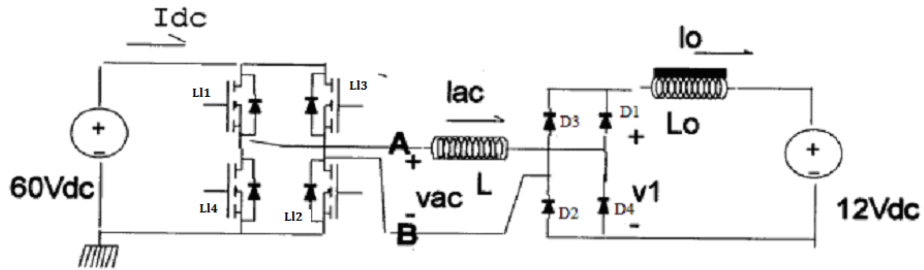 Idc
Io
Ll1
Ll3
Iac
D3
D1
+
Lo
A
+
+
-
+
-
60Vdc
L
Ll4
Ll2
vac
D2
D4
v1
12Vdc
-
B
-